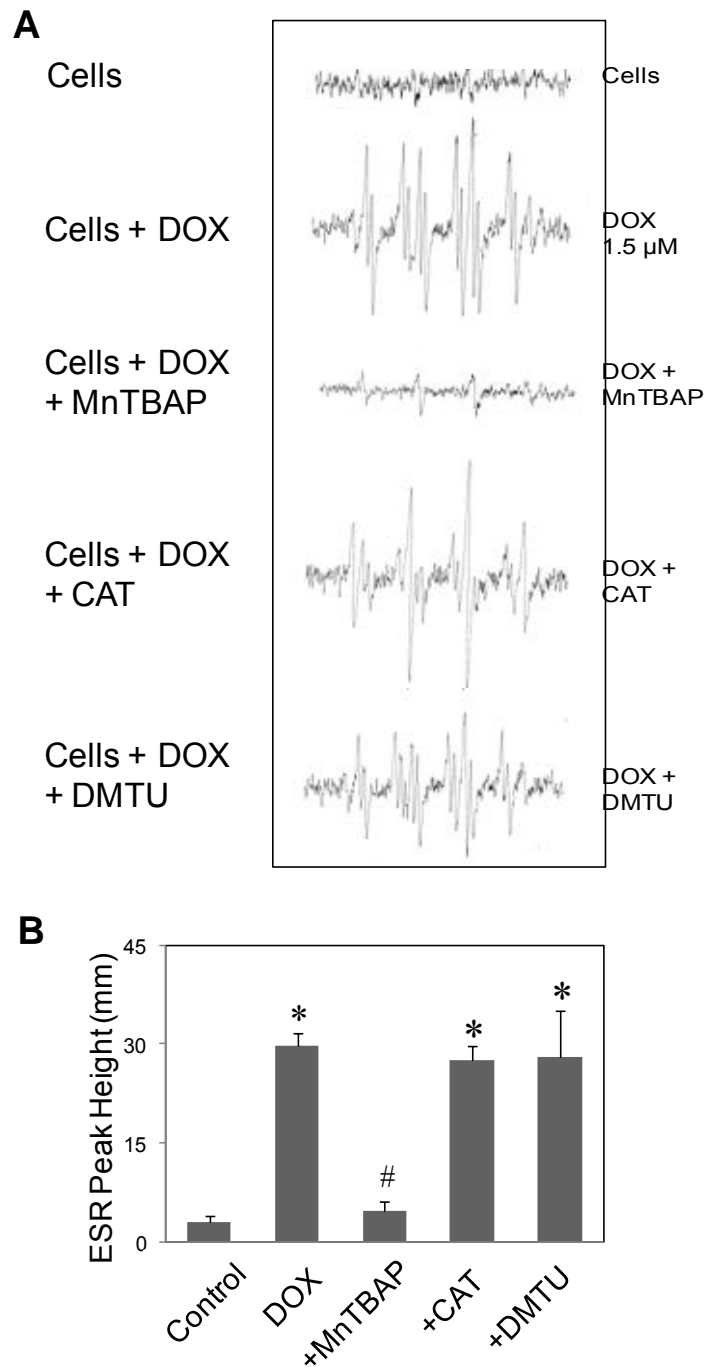 A
Cells
Cells
Cells + DOX
DOX
1.5 µM
Cells + DOX
+ MnTBAP
DOX +
MnTBAP
Cells + DOX
+ CAT
DOX +
CAT
Cells + DOX
+ DMTU
DOX +
DMTU
B
ESR Peak Height (mm)
45
30
15
0
*
#
*
*
Control
DOX
+MnTBAP
+CAT
+DMTU